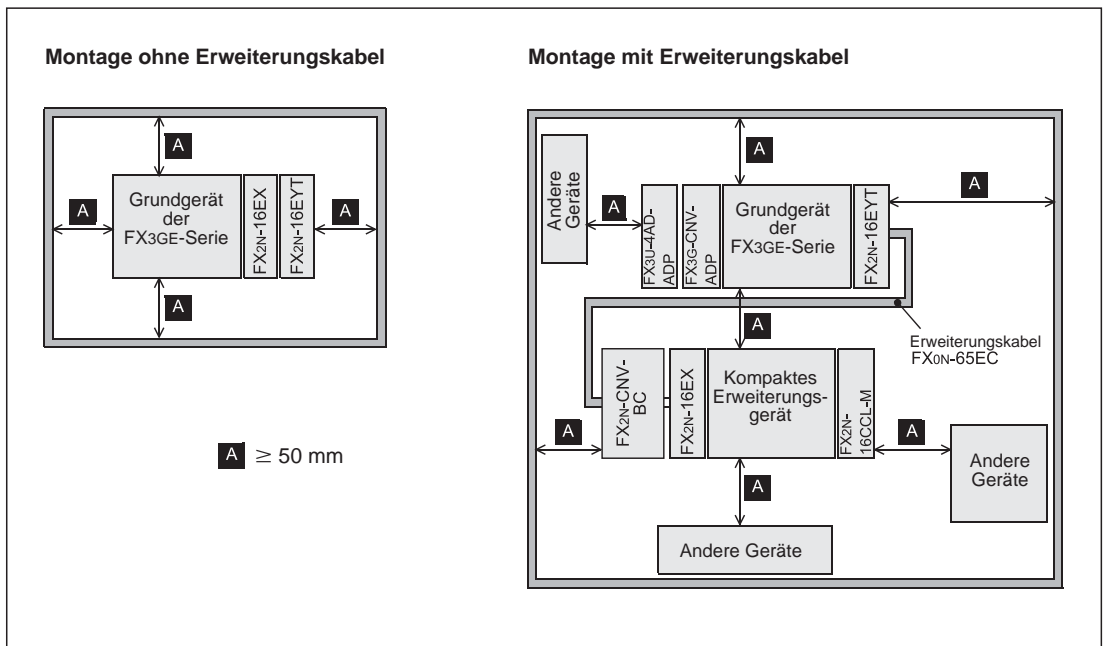 Montage ohne Erweiterungskabel
A
A
Grundgerät
der
FX3GE-Serie
FX2N-16EX
FX2N-16EYT
A
A
A ≥ 50 mm
Montage mit Erweiterungskabel
Andere
Geräte
A
A
A
FX3U-4AD-
ADP
FX3G-CNV-
ADP
Grundgerät
der
FX3GE-Serie
FX2N-16EYT
A
Erweiterungskabel
FX0N-65EC
FX2N-CNV-
BC
FX2N-16EX
Kompaktes
Erweiterungs-
gerät
FX2N-
16CCL-M
A
A
A
Andere
Geräte
Andere Geräte